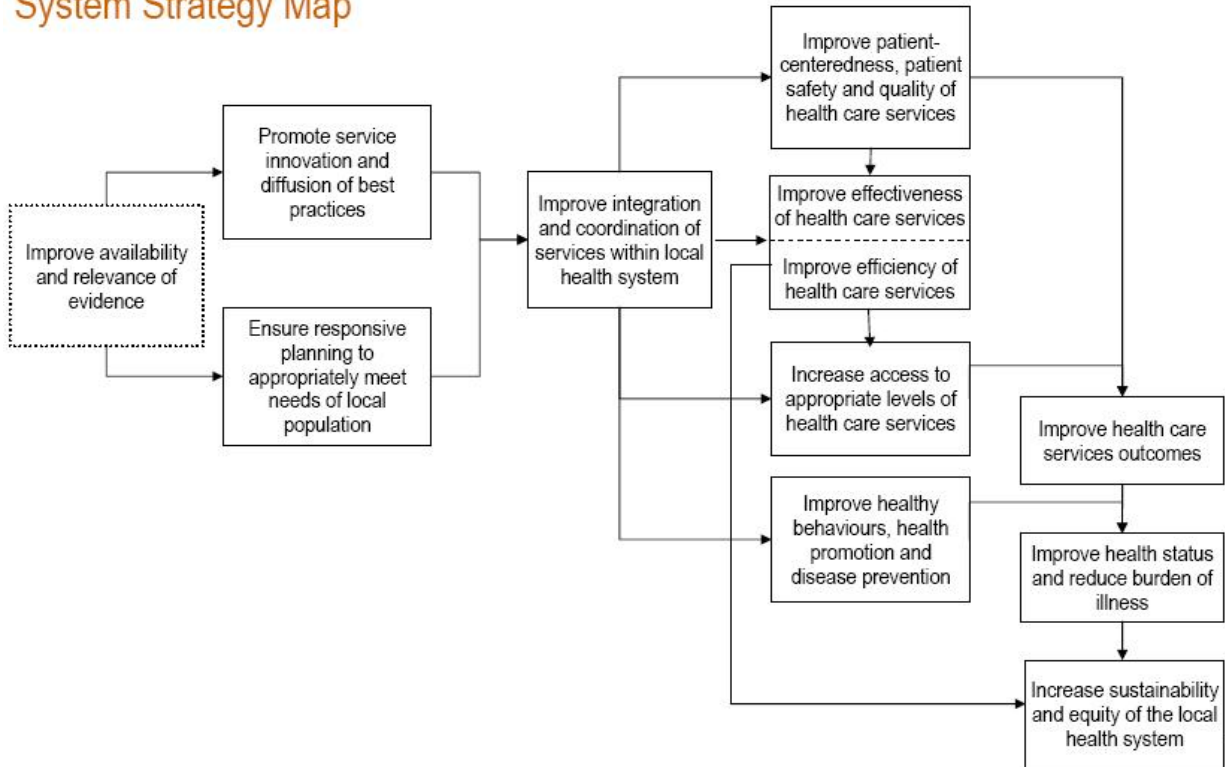 System Strategy Map
Improve availability
and relevance of
evidence
Promote service
innovation and
diffusion of best
practices
Ensure responsive
planning to
appropriately meet
needs of local
population
Improve integration
and coordination of
services within local
health system
Improve patient-
centeredness, patient
safety and quality of
health care services
Improve effectiveness
of health care services
Improve efficiency of
health care services
Increase access to
appropriate levels of
health care services
Improve healthy
behaviours, health
promotion and
disease prevention
Improve health care
services outcomes
Improve health status
and reduce burden of
illness
Increase sustainability
and equity of the local
health system